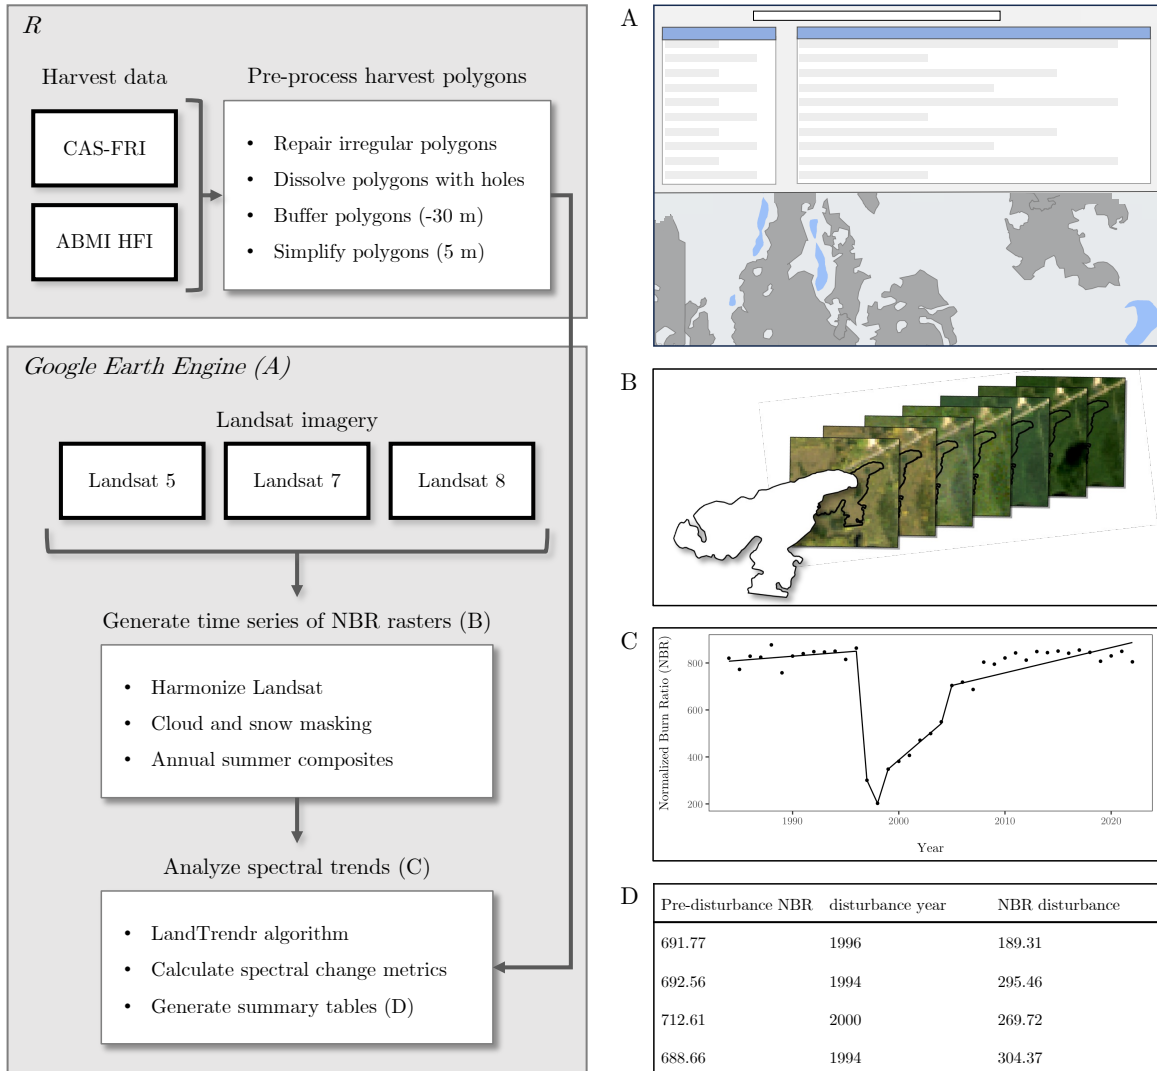 R
Harvest data
Pre-process harvest polygons
CAS-FRI
ABMI HFI
• Repair irregular polygons
• Dissolve polygons with holes
• Buffer polygons (-30 m)
• Simplify polygons (5 m)
Google Earth Engine (A)
Landsat imagery
Landsat 5
Landsat 7
Landsat 8
Generate time series of NBR rasters (B)
• Harmonize Landsat
• Cloud and snow masking
• Annual summer composites
Analyze spectral trends (C)
• LandTrendr algorithm
• Calculate spectral change metrics
• Generate summary tables (D)
A
B
C
Normalized Burn Ratio (NBR)
800
600
400
200
1990 2000 2010 2020
Year
D
Pre-disturbance NBR disturbance year NBR disturbance
691.77 1996 189.31
692.56 1994 295.46
712.61 2000 269.72
688.66 1994 304.37